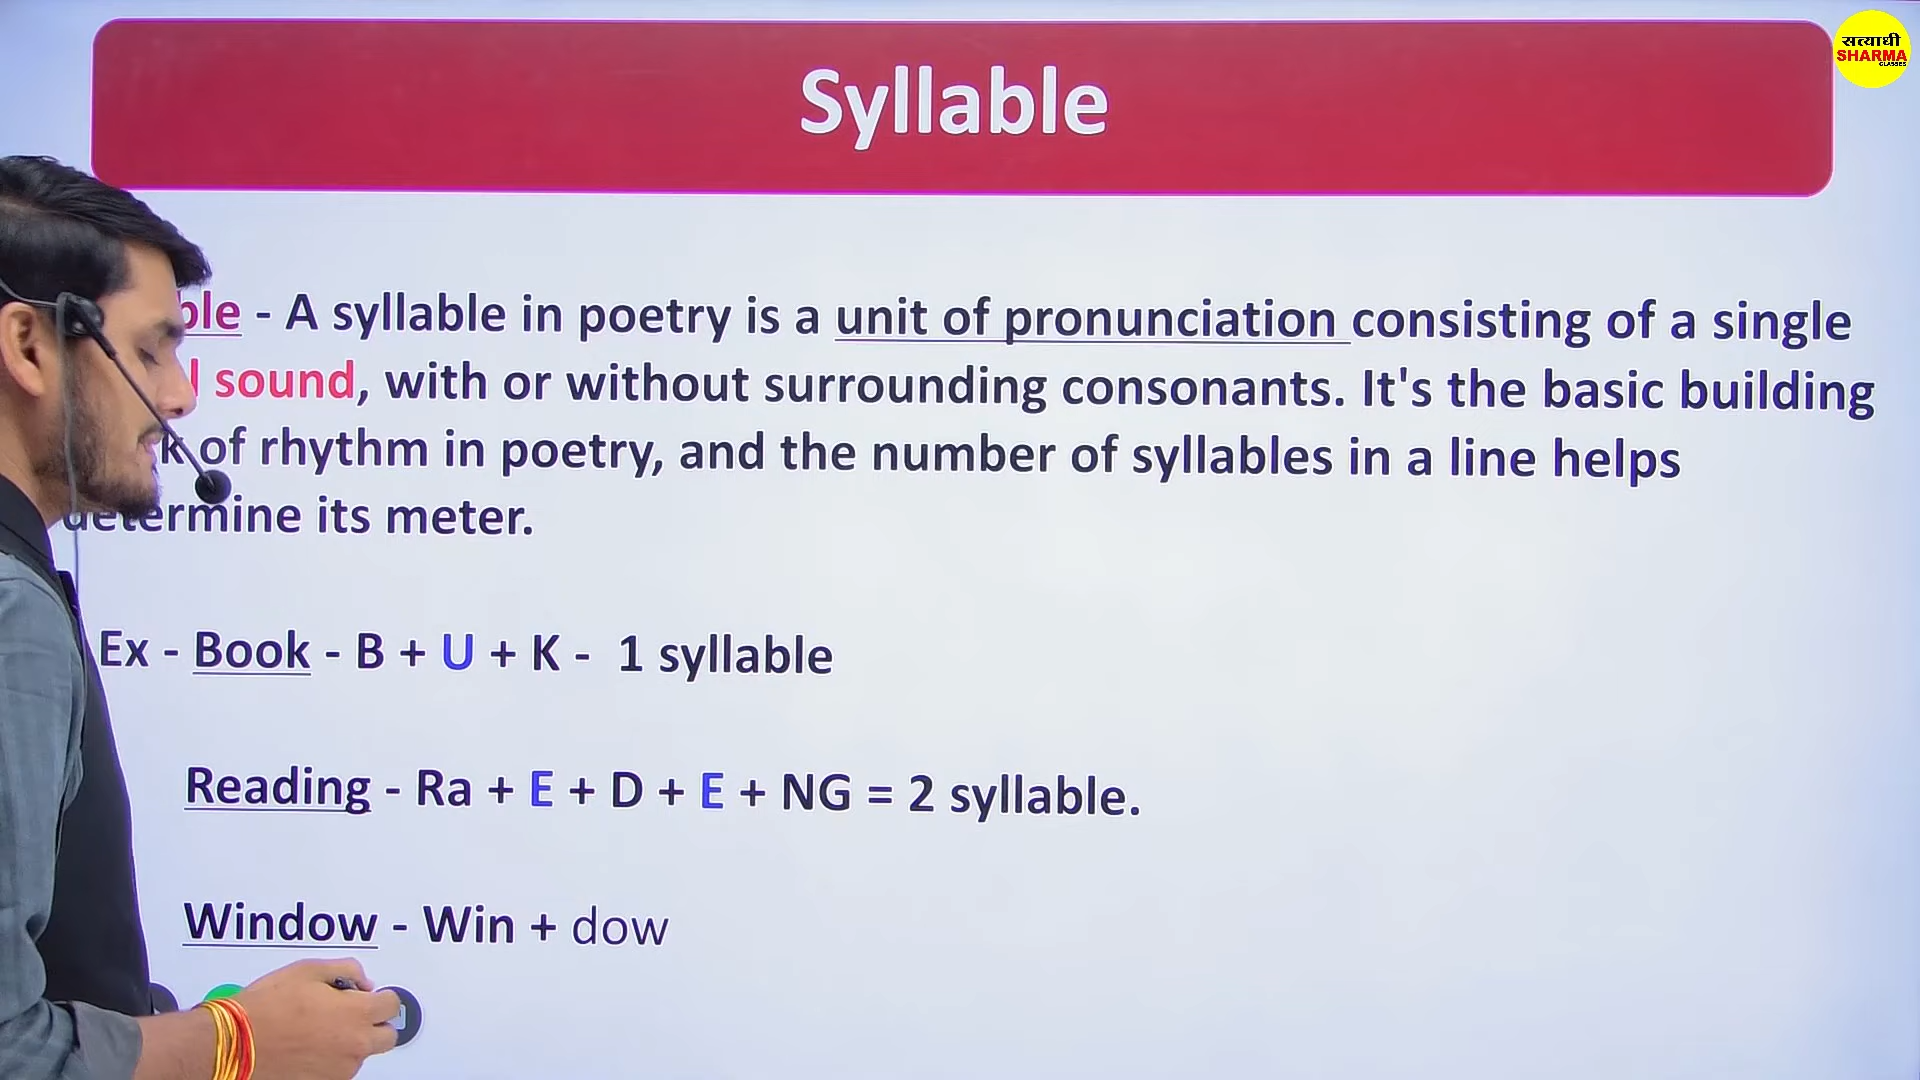 Syllable
सत्यार्थी
SHARMA
CLASSES
ble - A syllable in poetry is a unit of pronunciation consisting of a single
l sound, with or without surrounding consonants. It's the basic building
k of rhythm in poetry, and the number of syllables in a line helps
determine its meter.
Ex - Book - B + U + K - 1 syllable
Reading - Ra + E + D + E + NG = 2 syllable.
Window - Win + dow